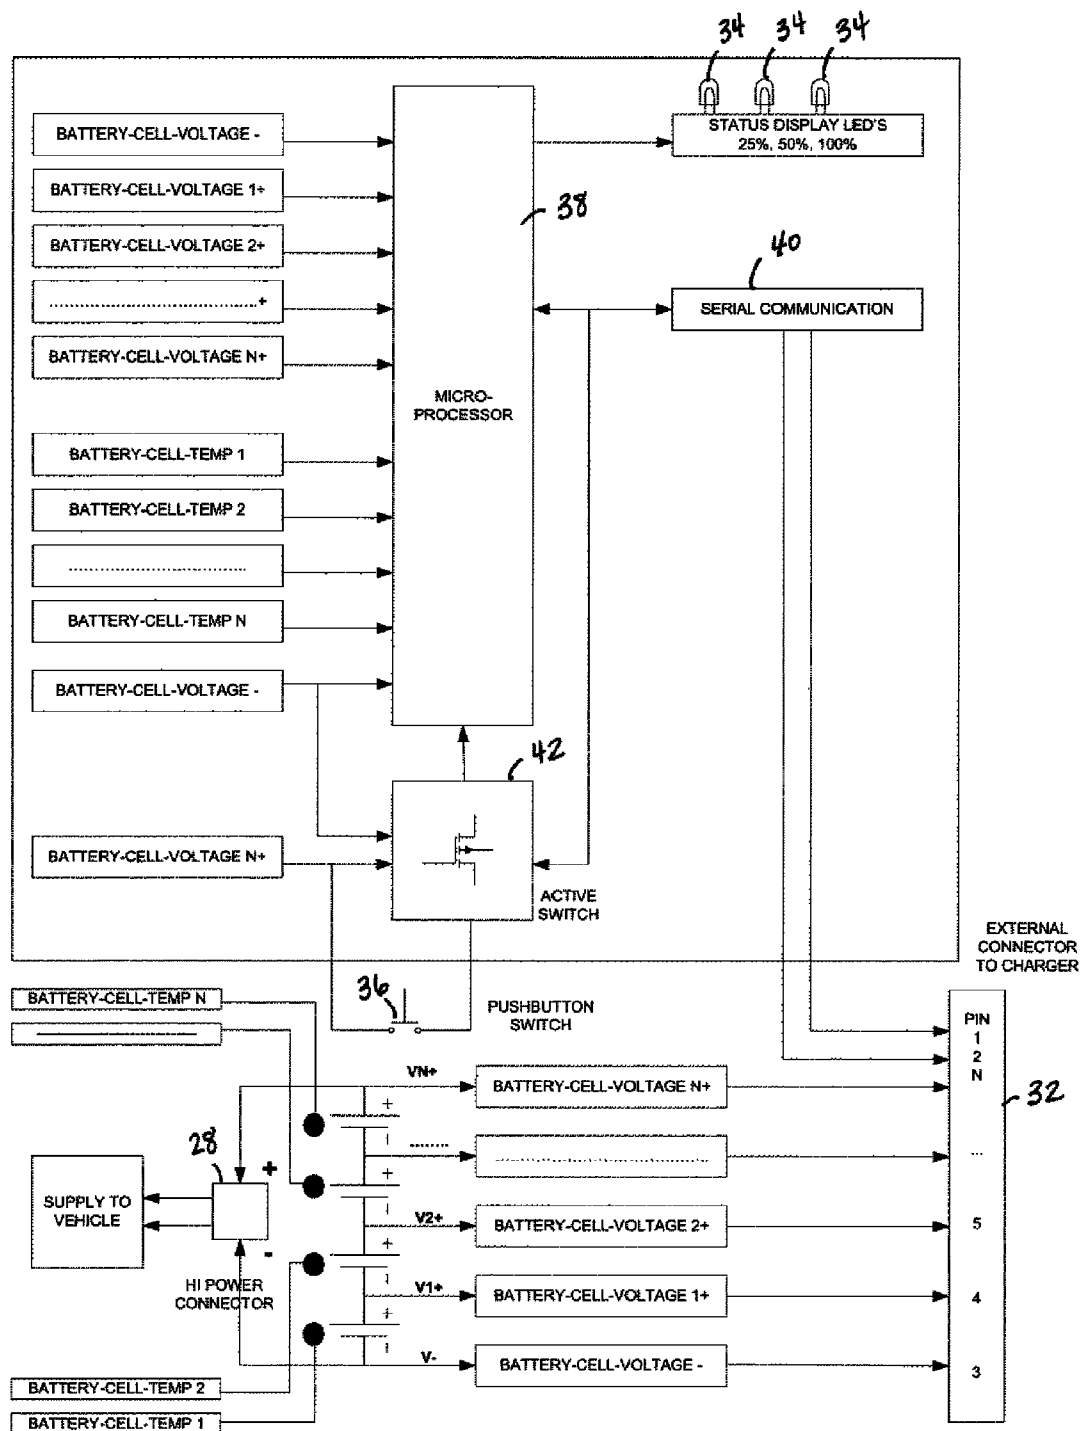 34 34 34
BATTERY-CELL-VOLTAGE -
STATUS DISPLAY LED'S
25%, 50%, 100%
BATTERY-CELL-VOLTAGE 1+
38
BATTERY-CELL-VOLTAGE 2+
40
..............................+
SERIAL COMMUNICATION
BATTERY-CELL-VOLTAGE N+
MICRO-
PROCESSOR
BATTERY-CELL-TEMP 1
BATTERY-CELL-TEMP 2
..............................
BATTERY-CELL-TEMP N
BATTERY-CELL-VOLTAGE -
42
BATTERY-CELL-VOLTAGE N+
ACTIVE
SWITCH
EXTERNAL
CONNECTOR
TO CHARGER
BATTERY-CELL-TEMP N
36
PUSHBUTTON
SWITCH
PIN
1
2
N
VN+
BATTERY-CELL-VOLTAGE N+
32
+
-
28
+
........
..............................
...
+
-
SUPPLY TO
VEHICLE
V2+
BATTERY-CELL-VOLTAGE 2+
5
-
+
-
HI POWER
CONNECTOR
V1+
BATTERY-CELL-VOLTAGE 1+
4
+
-
V-
BATTERY-CELL-VOLTAGE -
3
BATTERY-CELL-TEMP 2
BATTERY-CELL-TEMP 1